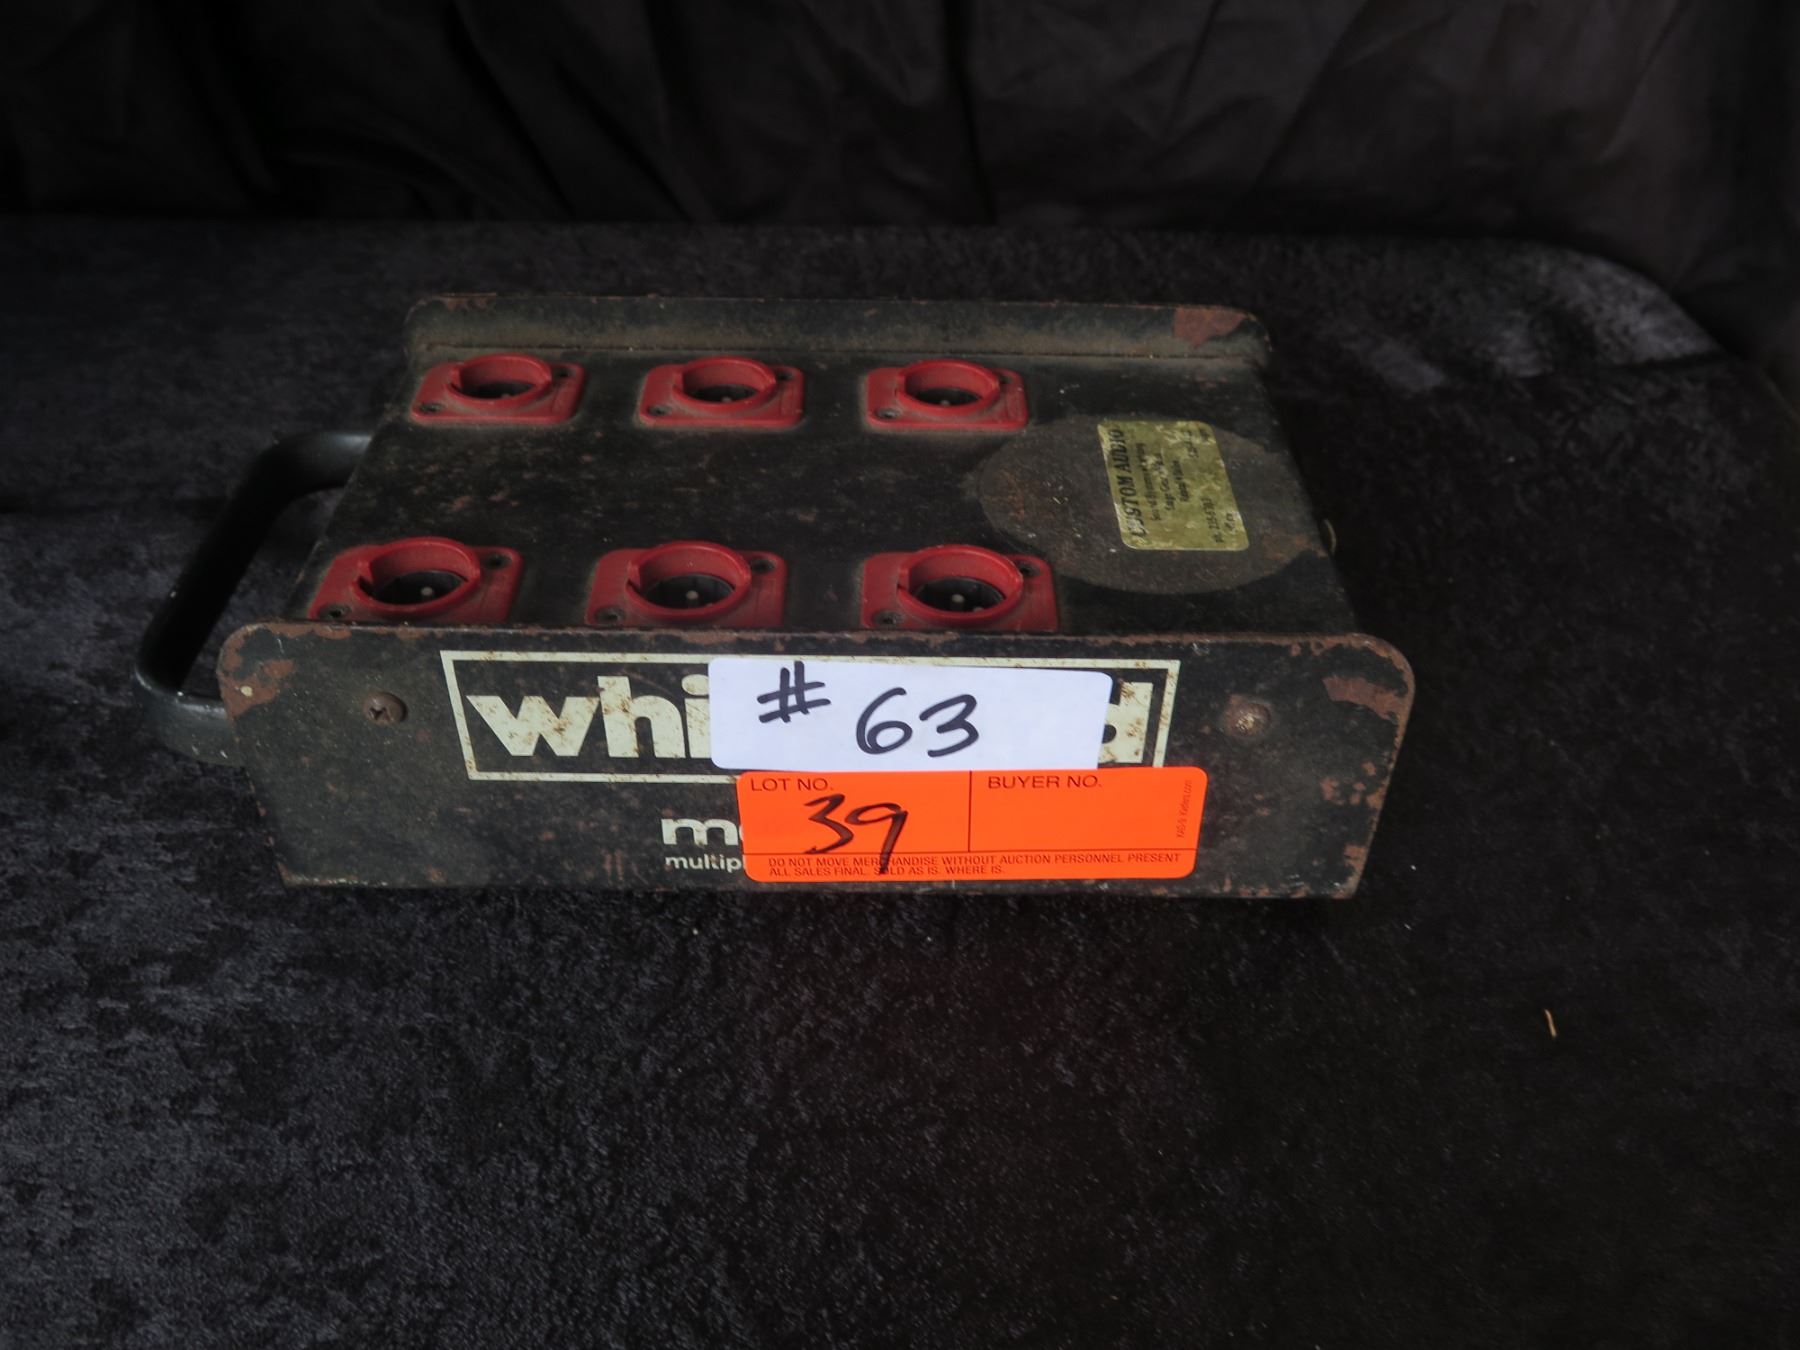 CUSTOM AUDIO
whi
d
# 63
LOT NO.
39
BUYER NO.
multip
DO NOT MOVE MERCHANDISE WITHOUT AUCTION PERSONNEL PRESENT
ALL SALES FINAL. SOLD AS IS. WHERE IS.